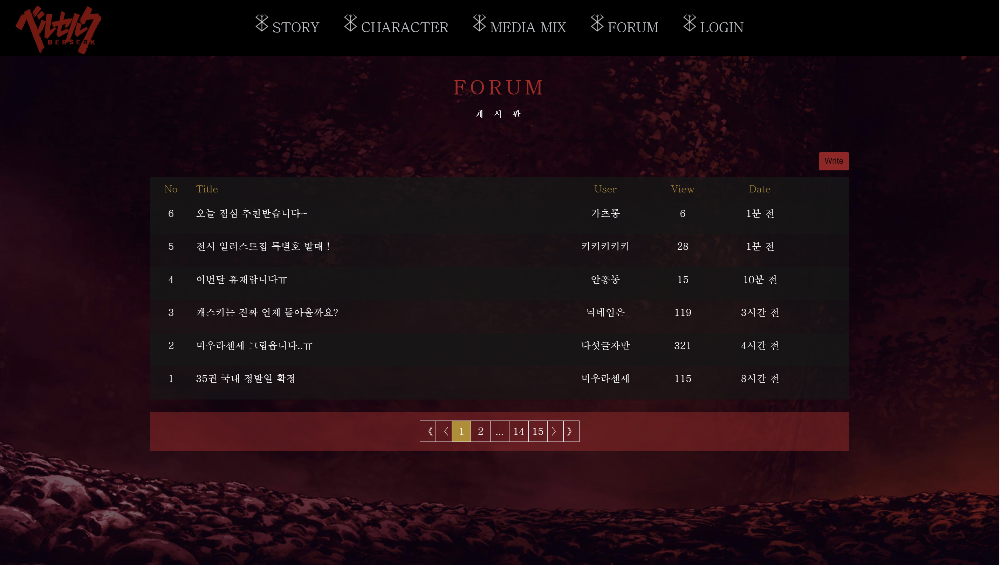 ベルセルク
BERSERK
STORY CHARACTER MEDIA MIX FORUM LOGIN
FORUM
게 시 판
Write
No Title User View Date
6 오늘 점심 추천받습니다~ 가츠통 6 1분 전
5 전시 일러스트집 특별호 발매 ! 키키키키키 28 1분 전
4 이번달 휴재랍니다ㅠ 안홍동 15 10분 전
3 캐스커는 진짜 언제 돌아올까요? 닉네임은 119 3시간 전
2 미우라센세 그립읍니다..ㅠ 다섯글자만 321 4시간 전
1 35권 국내 정발일 확정 미우라센세 115 8시간 전
《 〈 1 2 ... 14 15 〉 》